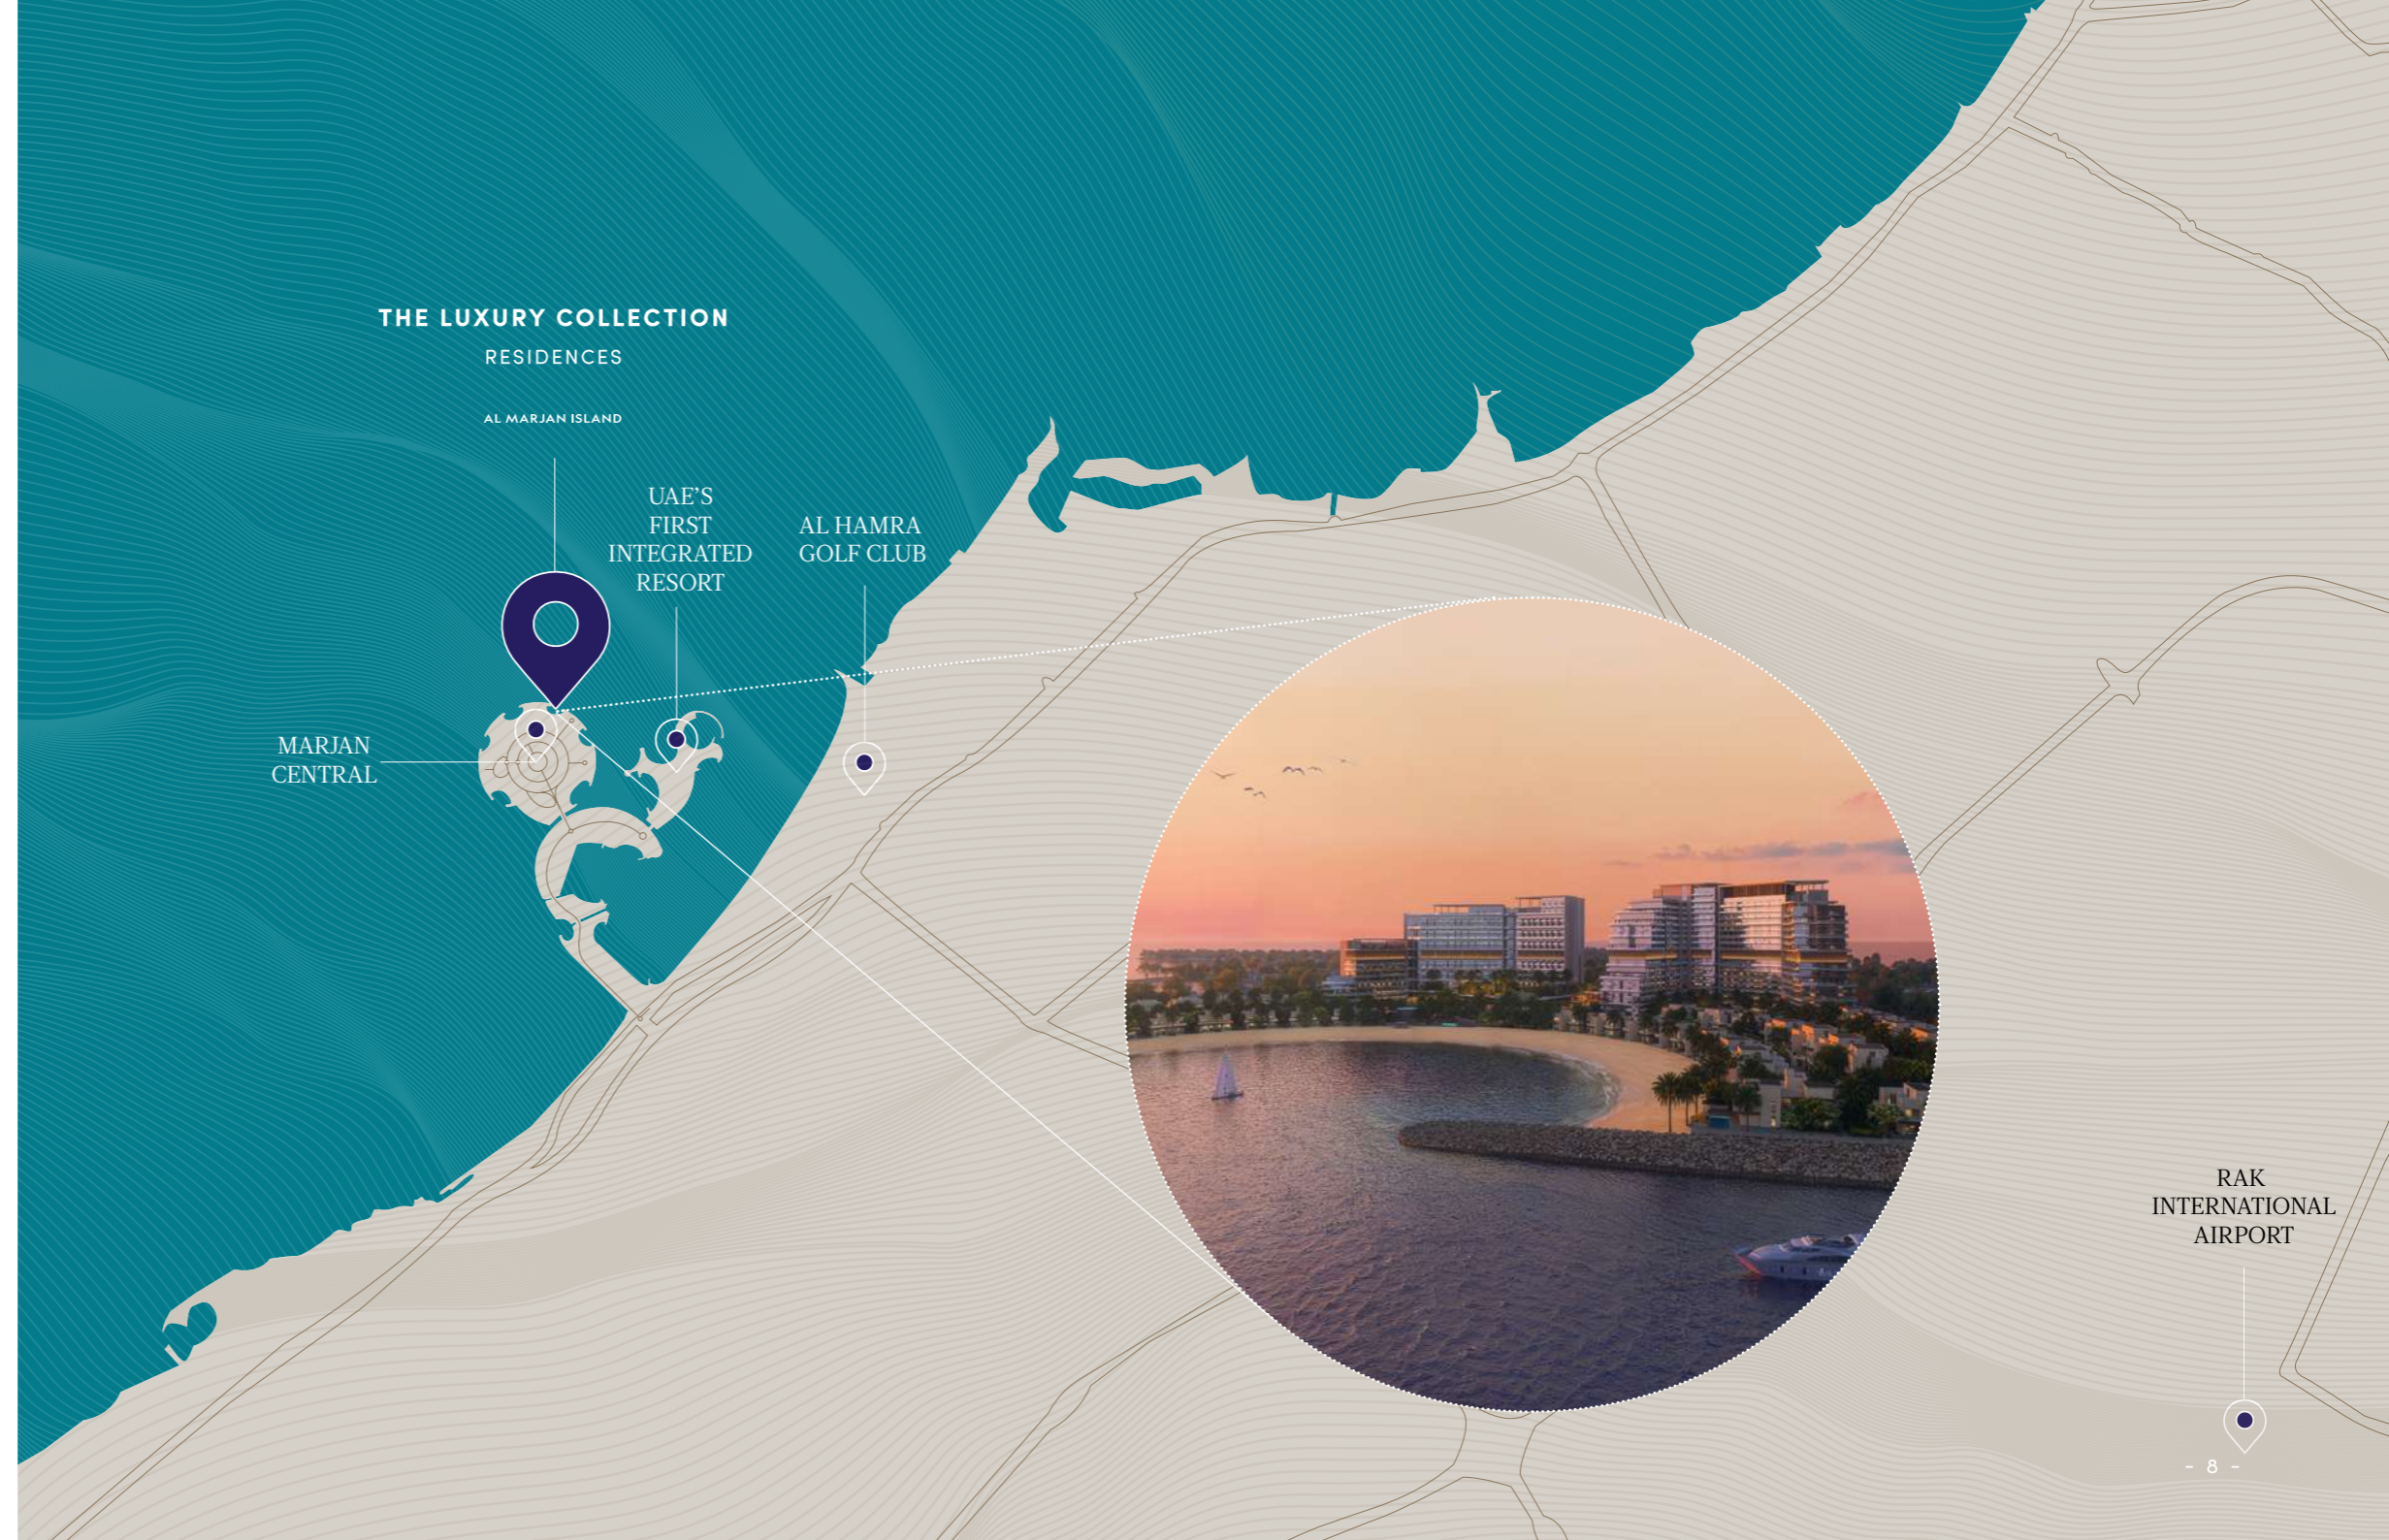 THE LUXURY COLLECTION
RESIDENCES
AL MARJAN ISLAND
UAE’S
FIRST
INTEGRATED
RESORT
AL HAMRA
GOLF CLUB
MARJAN
CENTRAL
RAK
INTERNATIONAL
AIRPORT
- 8 -